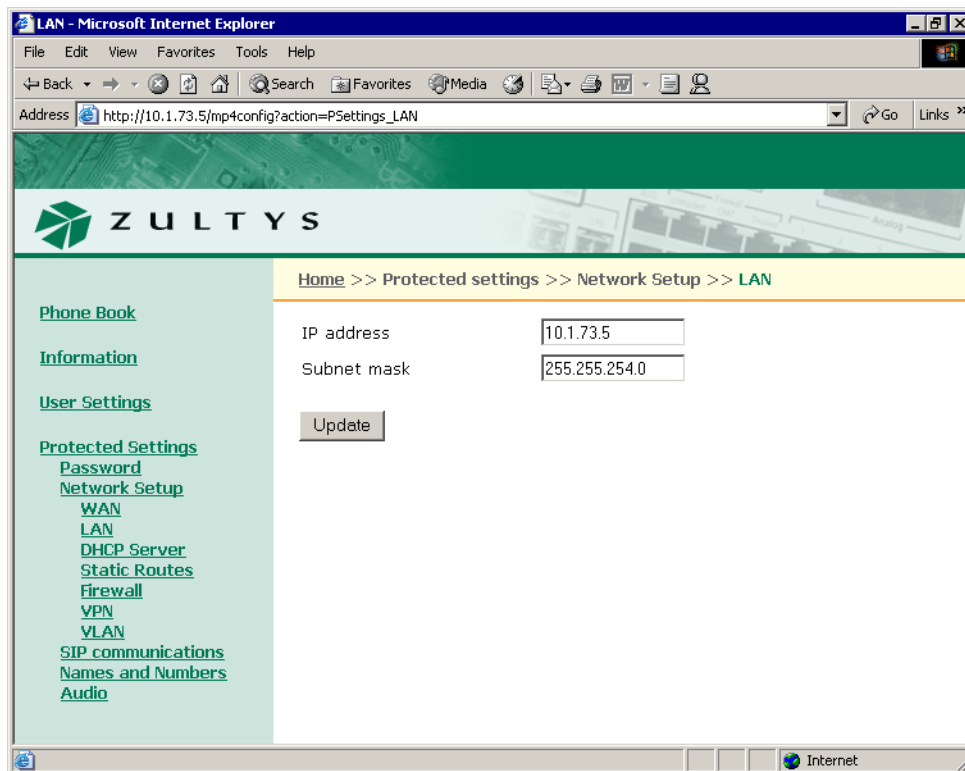 LAN - Microsoft Internet Explorer
File Edit View Favorites Tools Help
Back Search Favorites Media
Address http://10.1.73.5/mp4config?action=PSettings_LAN Go Links »
ZULTYS
Home >> Protected settings >> Network Setup >> LAN
Phone Book
Information
User Settings
Protected Settings
Password
Network Setup
WAN
LAN
DHCP Server
Static Routes
Firewall
VPN
VLAN
SIP communications
Names and Numbers
Audio
IP address 10.1.73.5
Subnet mask 255.255.254.0
Update
Internet